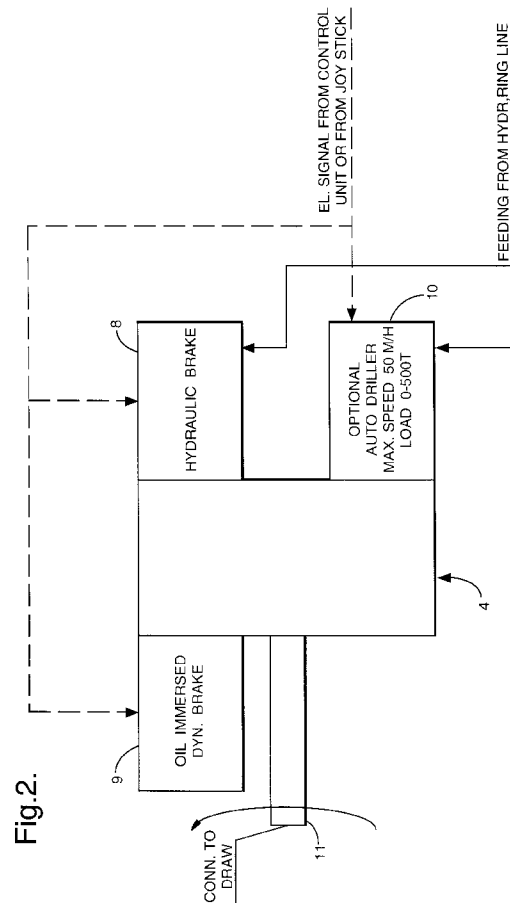 Fig.2.
9
OIL IMMERSED
DYN. BRAKE
8
HYDRAULIC BRAKE
CONN. TO
DRAW
11
4
OPTIONAL
AUTO DRILLER
MAX. SPEED 50 M/H
LOAD 0-500T
10
EL. SIGNAL FROM CONTROL
UNIT OR FROM JOY STICK
FEEDING FROM HYDR,RING LINE